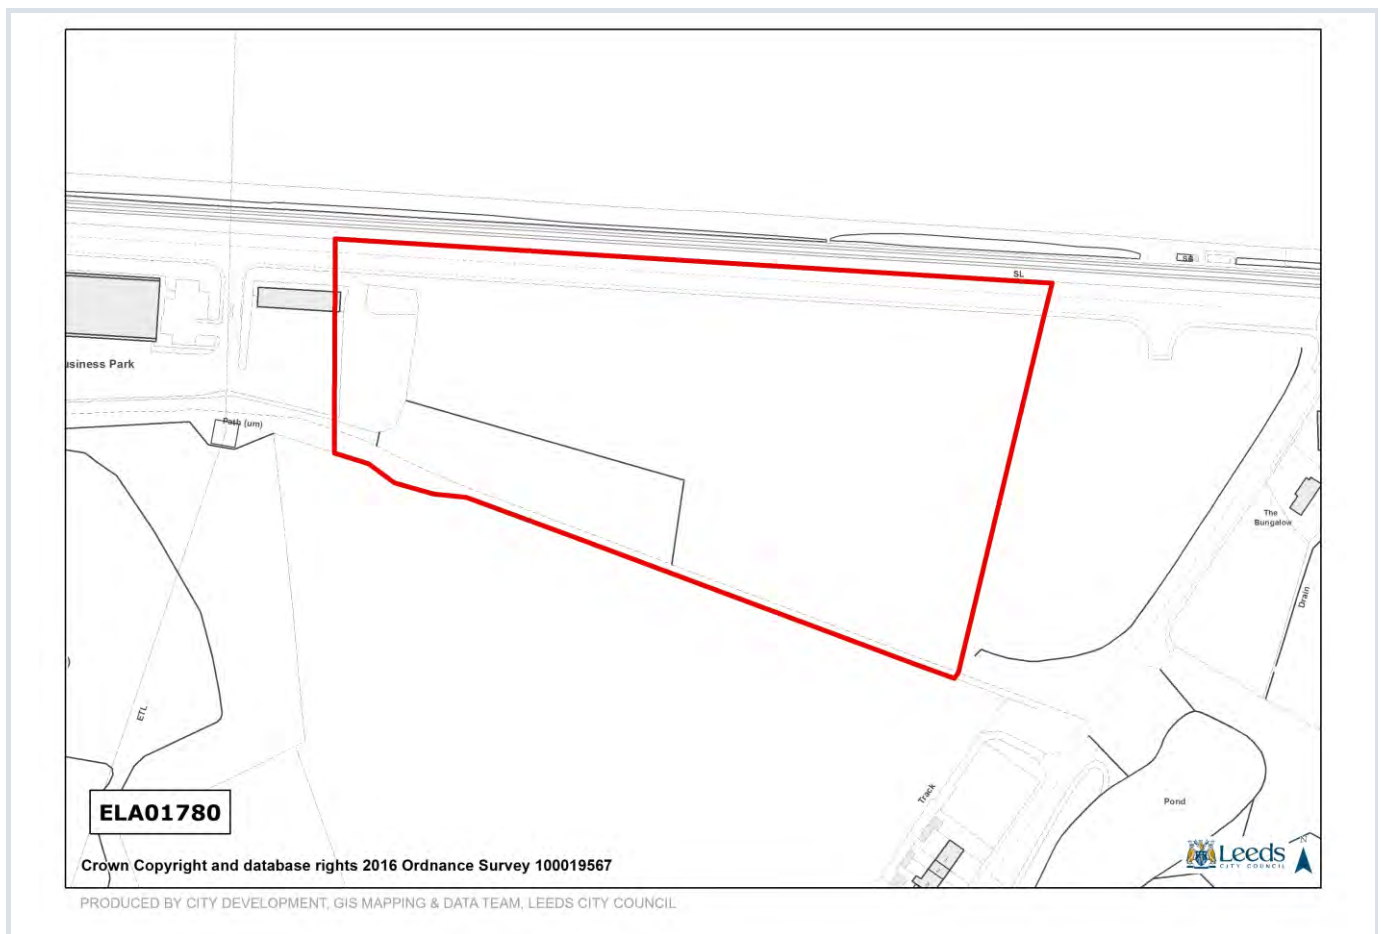 SB
SL
usiness Park
Path (um)
The
Bungalow
Drain
ETL
Track
Pond
ELA01780
Leeds
CITY COUNCIL
N
Crown Copyright and database rights 2016 Ordnance Survey 100019567
PRODUCED BY CITY DEVELOPMENT, GIS MAPPING & DATA TEAM, LEEDS CITY COUNCIL